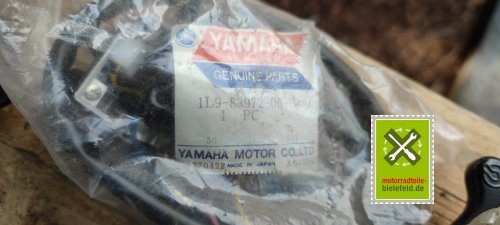 YAMAHA
GENUINE PARTS
1L9-83972-00
1 PC
YAMAHA MOTOR CO.,LTD.
MADE IN JAPAN
motorradteile-
bielefeld.de